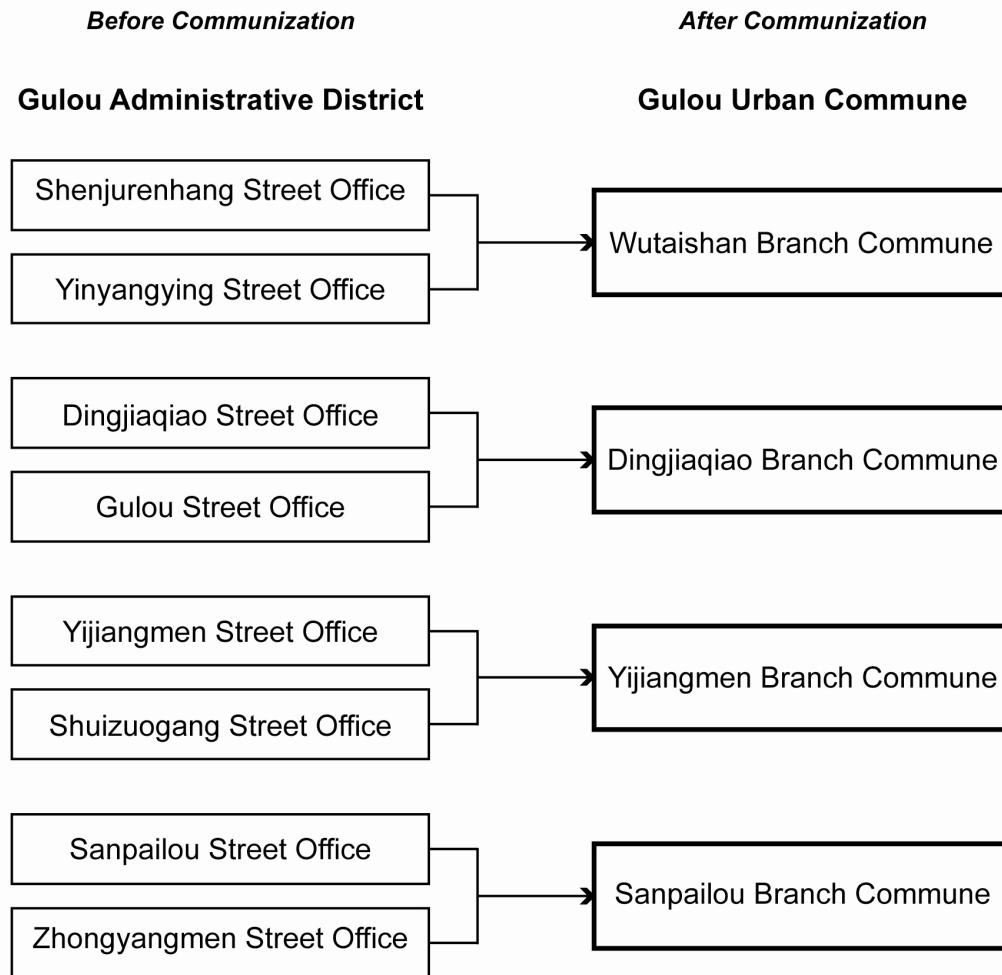 Before Communization
After Communization
Gulou Administrative District
Gulou Urban Commune
Shenjurenhang Street Office
Yinyangying Street Office
Wutaishan Branch Commune
Dingjiaqiao Street Office
Gulou Street Office
Dingjiaqiao Branch Commune
Yijiangmen Street Office
Shuizuogang Street Office
Yijiangmen Branch Commune
Sanpailou Street Office
Zhongyangmen Street Office
Sanpailou Branch Commune